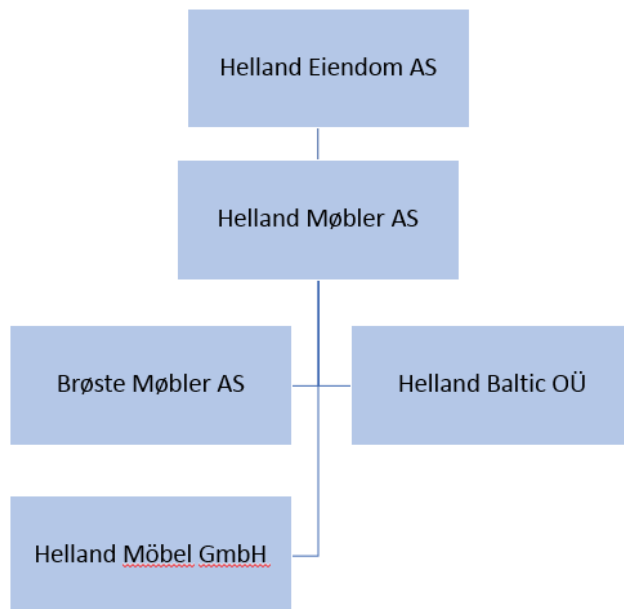 Helland Eiendom AS
Helland Møbler AS
Brøste Møbler AS
Helland Baltic OÜ
Helland Möbel GmbH